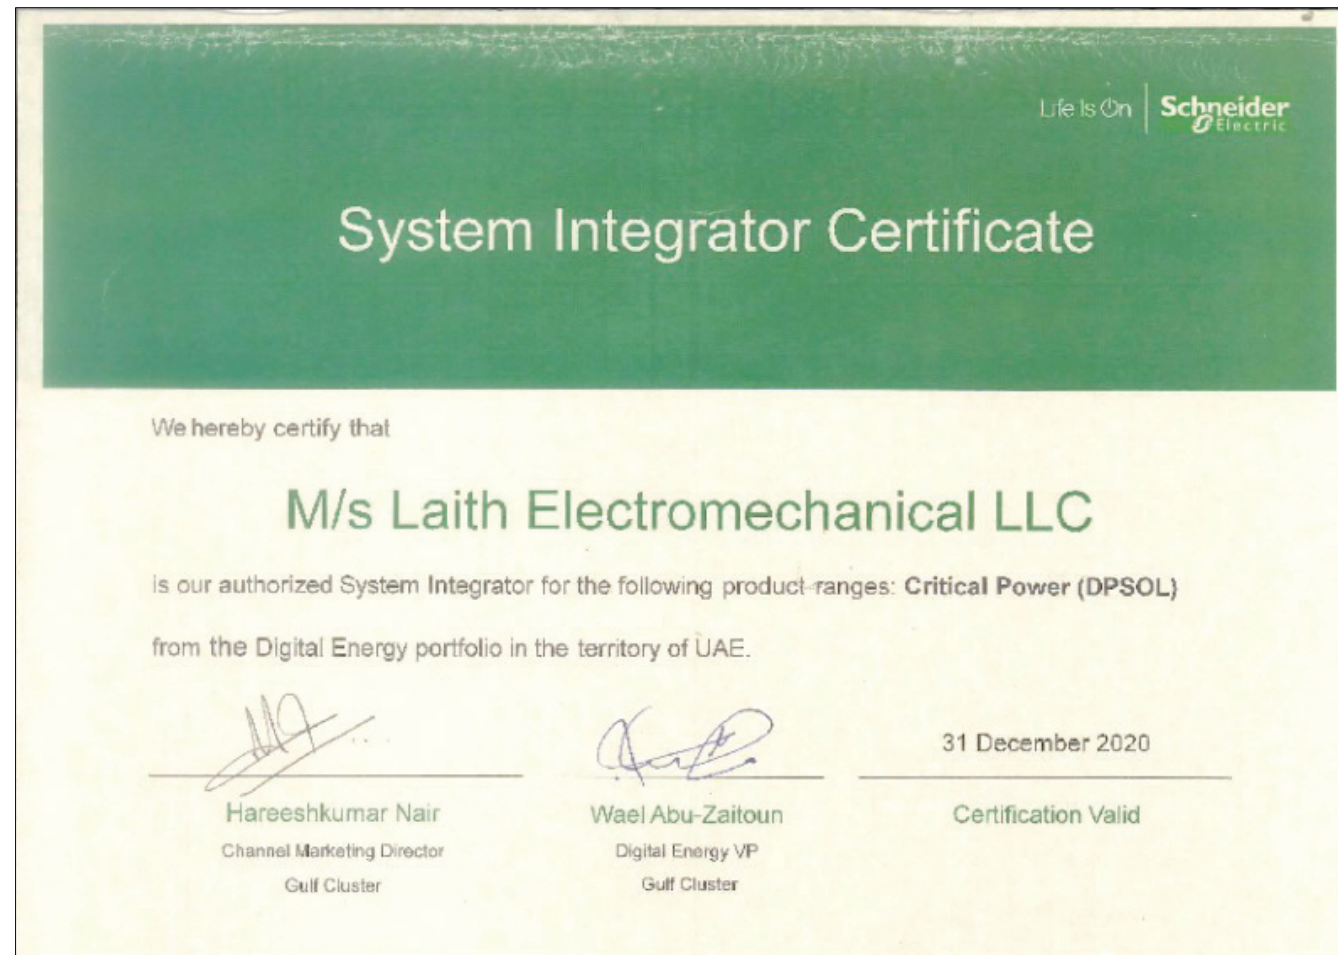 Life Is On | Schneider Electric
System Integrator Certificate
We hereby certify that
M/s Laith Electromechanical LLC
is our authorized System Integrator for the following product ranges: Critical Power (DPSOL)
from the Digital Energy portfolio in the territory of UAE.
31 December 2020
Hareeshkumar Nair
Wael Abu-Zaitoun
Certification Valid
Channel Marketing Director
Digital Energy VP
Gulf Cluster
Gulf Cluster